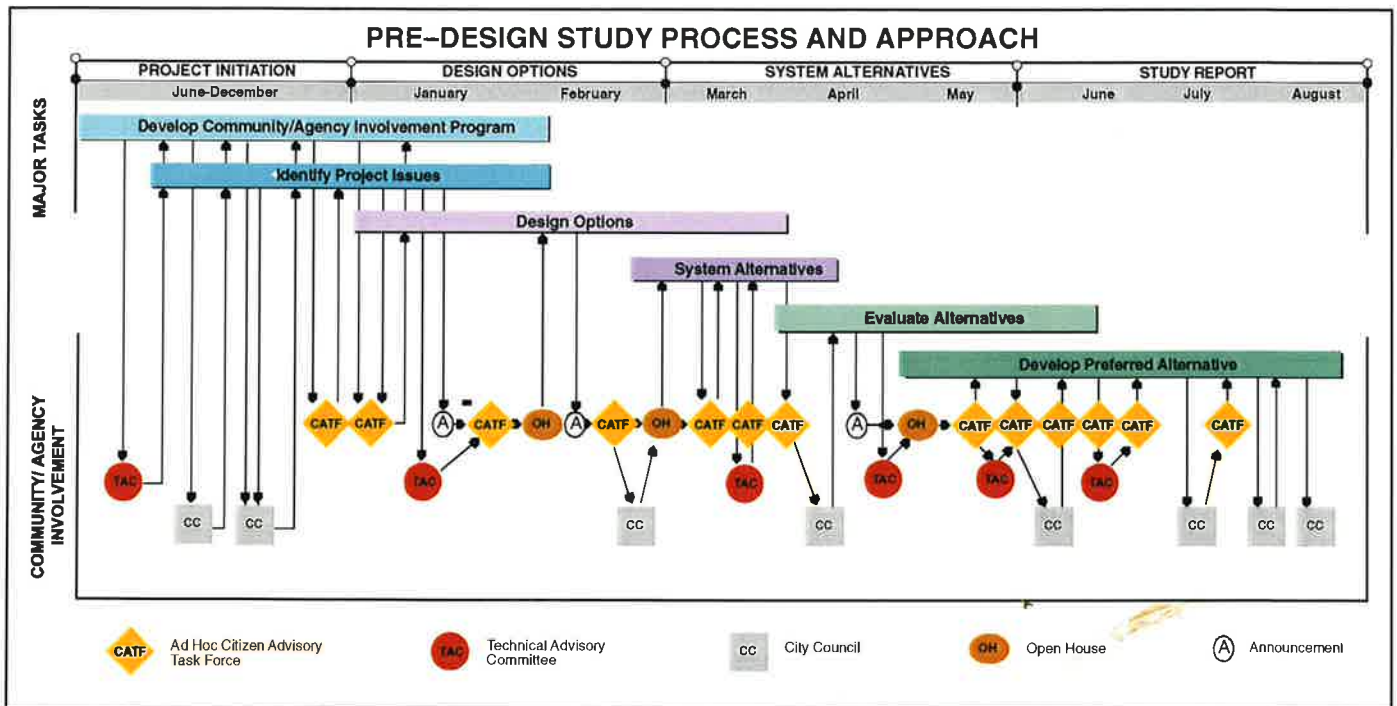 PRE–DESIGN STUDY PROCESS AND APPROACH
PROJECT INITIATION DESIGN OPTIONS SYSTEM ALTERNATIVES STUDY REPORT
June-December January February March April May June July August
MAJOR TASKS
Develop Community/Agency Involvement Program
Identify Project Issues
Design Options
System Alternatives
Evaluate Alternatives
Develop Preferred Alternative
COMMUNITY/ AGENCY
INVOLVEMENT
CATF CATF A CATF OH A CATF OH CATF CATF CATF A OH CATF CATF CATF CATF CATF CATF
TAC TAC TAC TAC TAC TAC
CC CC CC CC CC CC CC CC
CATF Ad Hoc Citizen Advisory
Task Force
TAC Technical Advisory
Committee
CC City Council
OH Open House
A Announcement